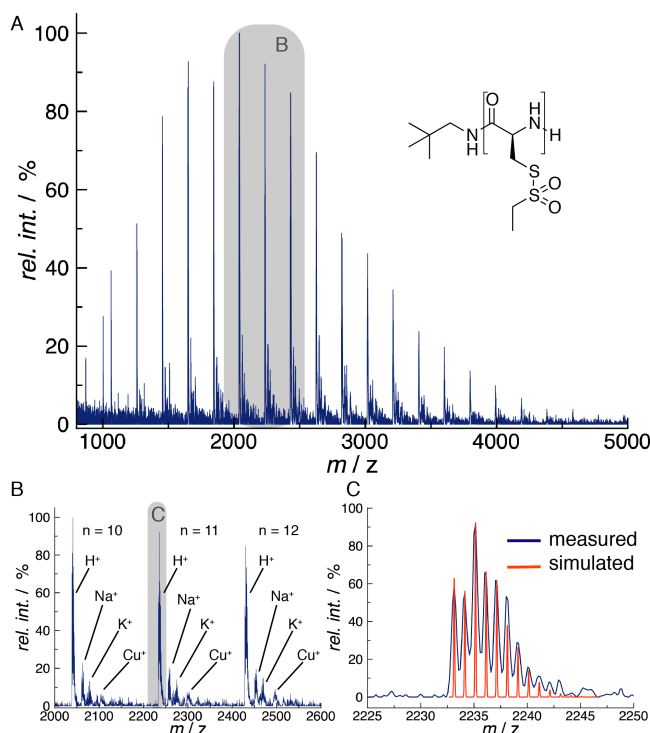 A
rel. int. / %
100
80
60
40
20
0
1000
2000
3000
4000
5000
m / z
B
O
H
N
H
N
H
S
S
O
O
B
rel. int. / %
100
80
60
40
20
0
n = 10
n = 11
n = 12
C
H+
Na+
K+
Cu+
H+
Na+
K+
Cu+
H+
Na+
K+
Cu+
2000
2100
2200
2300
2400
2500
2600
m / z
C
rel. int. / %
100
80
60
40
20
0
measured
simulated
2225
2230
2235
2240
2245
2250
m / z